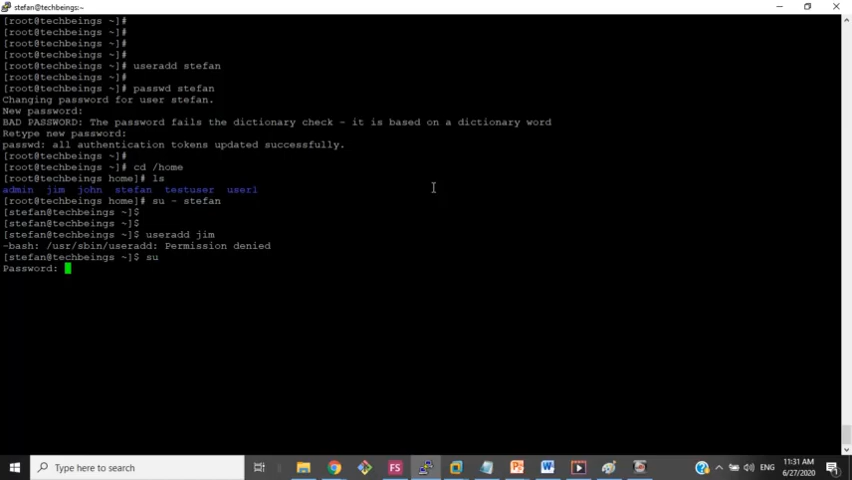 stefan@techbeings:~
[root@techbeings ~]#
[root@techbeings ~]#
[root@techbeings ~]#
[root@techbeings ~]#
[root@techbeings ~]# useradd stefan
[root@techbeings ~]#
[root@techbeings ~]# passwd stefan
Changing password for user stefan.
New password:
BAD PASSWORD: The password fails the dictionary check - it is based on a dictionary word
Retype new password:
passwd: all authentication tokens updated successfully.
[root@techbeings ~]#
[root@techbeings ~]# cd /home
[root@techbeings home]# ls
admin jim john stefan testuser user1
[root@techbeings home]# su - stefan
[stefan@techbeings ~]$
[stefan@techbeings ~]$
[stefan@techbeings ~]$ useradd jim
-bash: /usr/sbin/useradd: Permission denied
[stefan@techbeings ~]$ su
Password:
Type here to search
FS
ENG
11:31 AM
6/27/2020